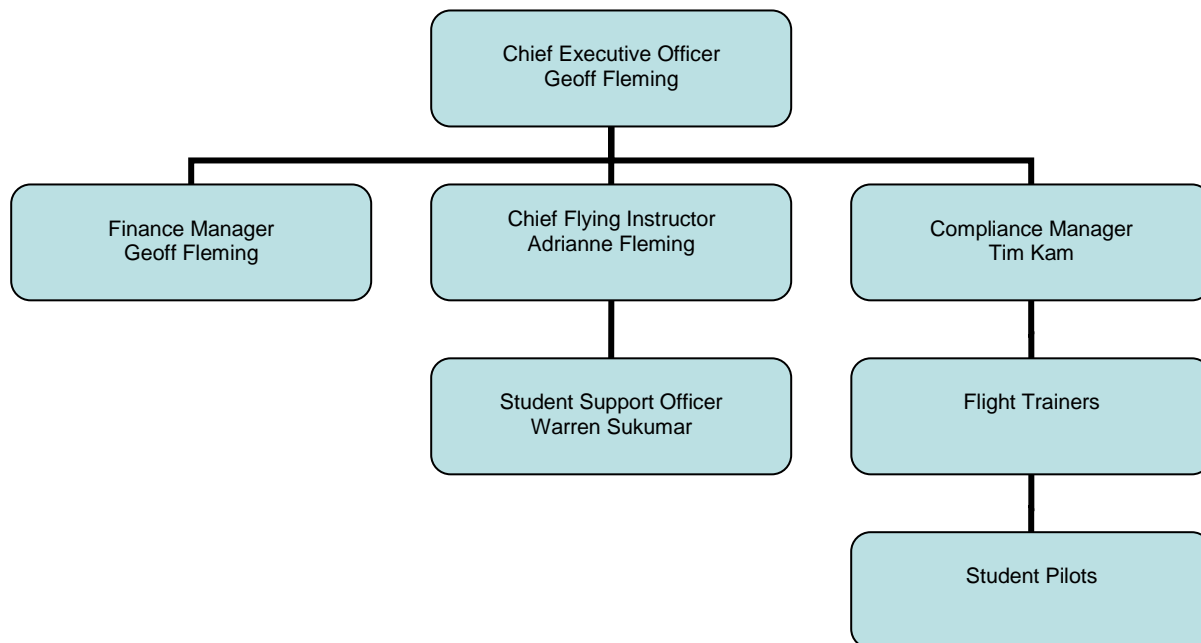 Chief Executive Officer
Geoff Fleming
Finance Manager
Geoff Fleming
Chief Flying Instructor
Adrianne Fleming
Compliance Manager
Tim Kam
Student Support Officer
Warren Sukumar
Flight Trainers
Student Pilots